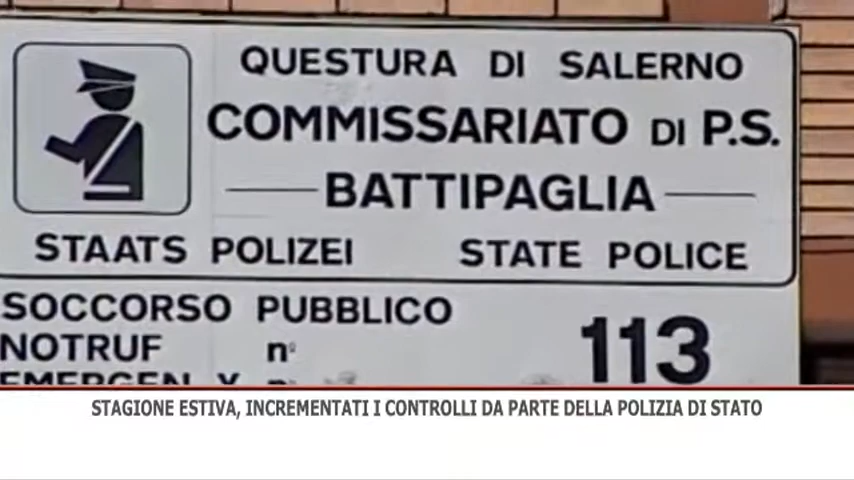 QUESTURA DI SALERNO
COMMISSARIATO DI P.S.
BATTIPAGLIA
STAATS POLIZEI STATE POLICE
SOCCORSO PUBBLICO
NOTRUF n° 113
STAGIONE ESTIVA, INCREMENTATI I CONTROLLI DA PARTE DELLA POLIZIA DI STATO